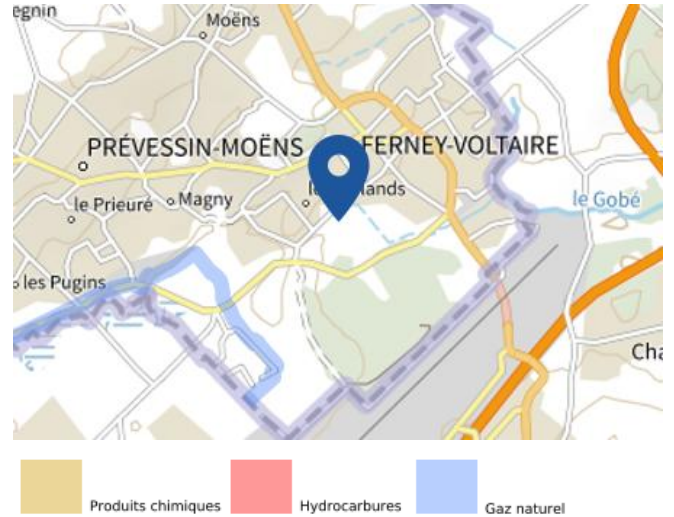 egnin
Moëns
PRÉVESSIN-MOËNS
FERNEY-VOLTAIRE
le Prieuré
Magny
lands
le Gobé
les Pugins
Cha
Produits chimiques
Hydrocarbures
Gaz naturel